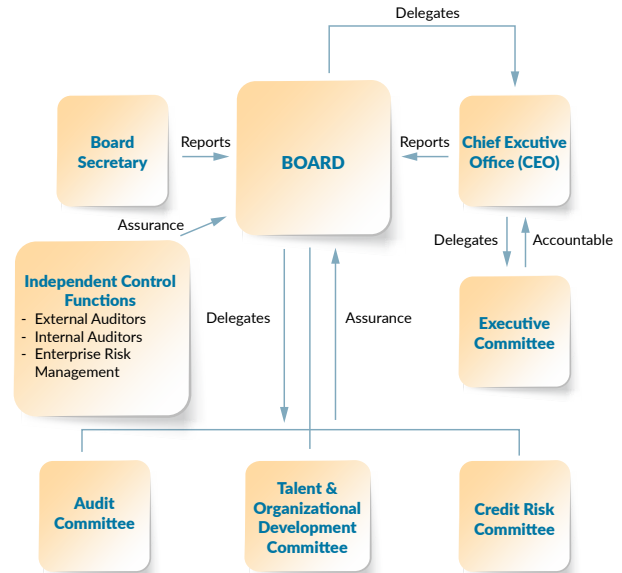 Delegates
Board
Secretary
Reports
BOARD
Reports
Chief Excutive
Office (CEO)
Assurance
Delegates
Accountable
Independent Control
Functions
- External Auditors
- Internal Auditors
- Enterprise Risk
Management
Delegates
Assurance
Executive
Committee
Audit
Committee
Talent &
Organizational
Development
Committee
Credit Risk
Committee